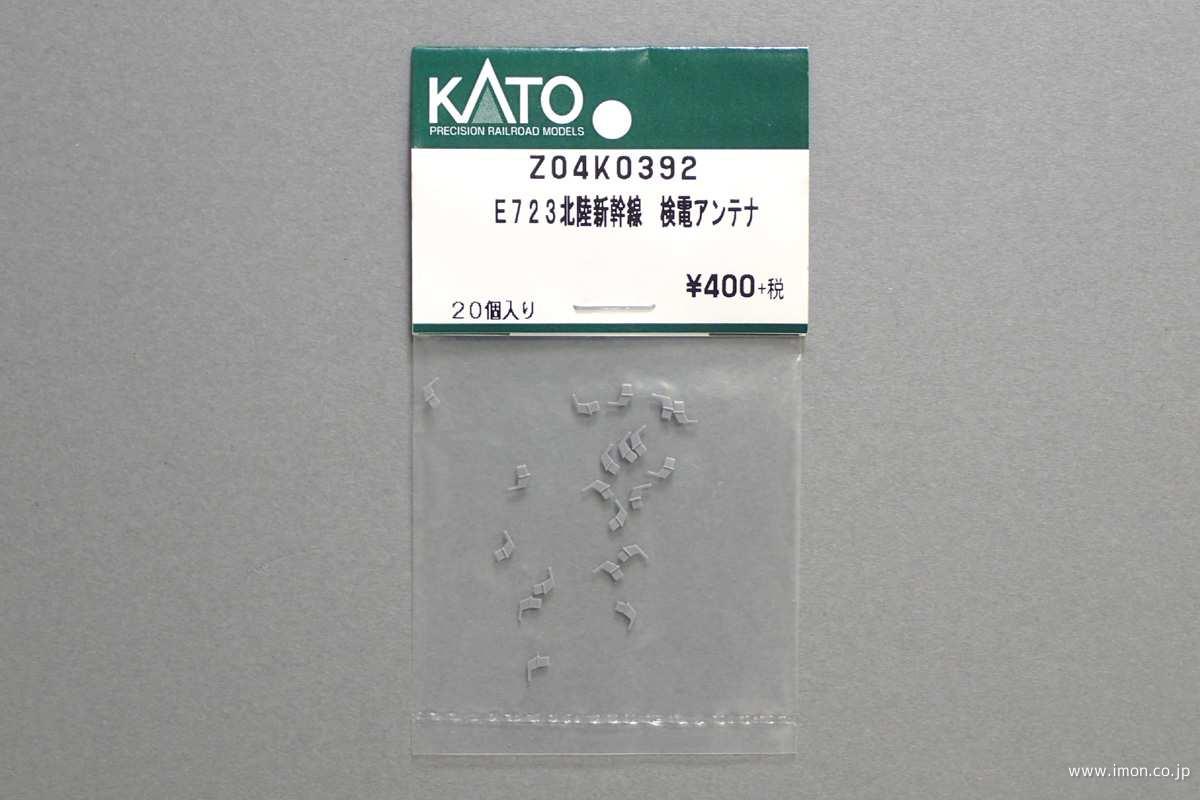 KATO
PRECISION RAILROAD MODELS
Z04K0392
E723北陸新幹線　検電アンテナ
¥400+税
20個入り
www.imon.co.jp